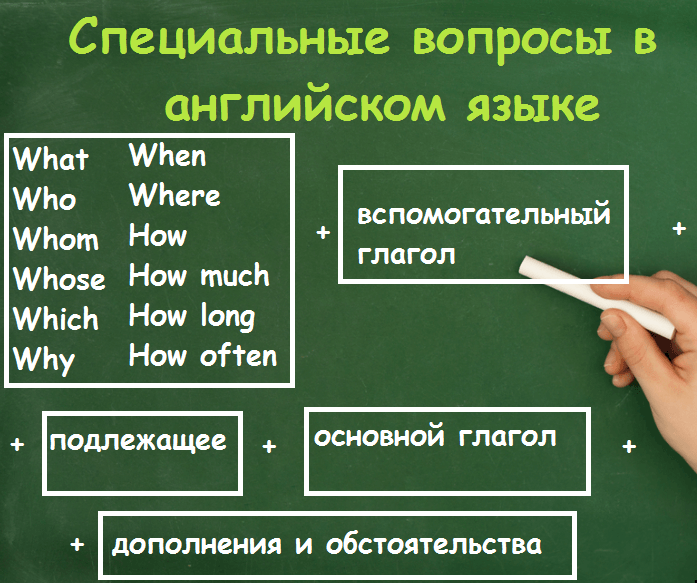 Специальные вопросы в
английском языке
What When
Who Where
Whom How
Whose How much
Which How long
Why How often
+ вспомогательный
глагол +
+ подлежащее + основной глагол +
+ дополнения и обстоятельства